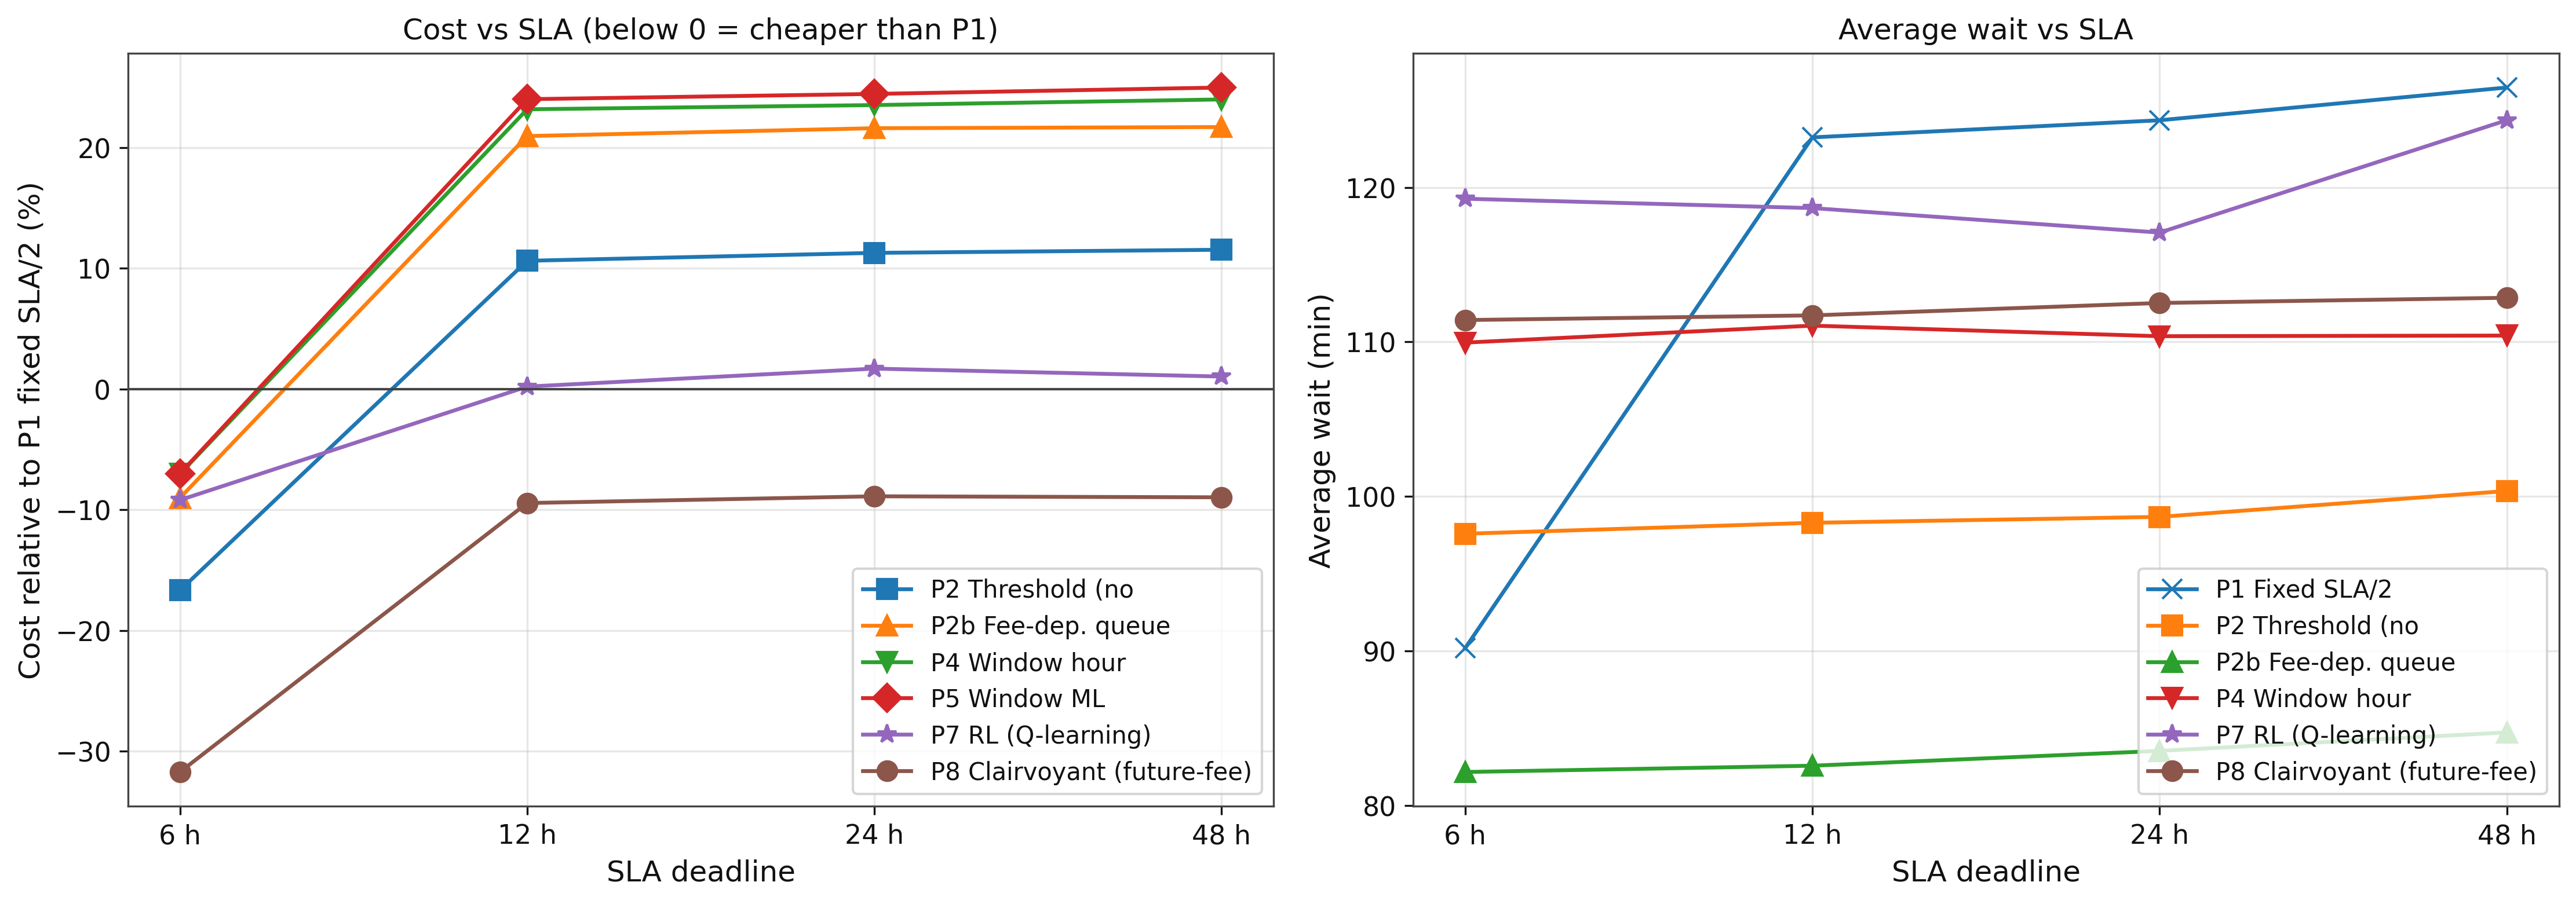 Cost vs SLA (below 0 = cheaper than P1)
Cost relative to P1 fixed SLA/2 (%)
20
10
0
−10
−20
−30
6 h
12 h
24 h
48 h
SLA deadline
P2 Threshold (no
P2b Fee-dep. queue
P4 Window hour
P5 Window ML
P7 RL (Q-learning)
P8 Clairvoyant (future-fee)
Average wait vs SLA
Average wait (min)
120
110
100
90
80
6 h
12 h
24 h
48 h
SLA deadline
P1 Fixed SLA/2
P2 Threshold (no
P2b Fee-dep. queue
P4 Window hour
P7 RL (Q-learning)
P8 Clairvoyant (future-fee)